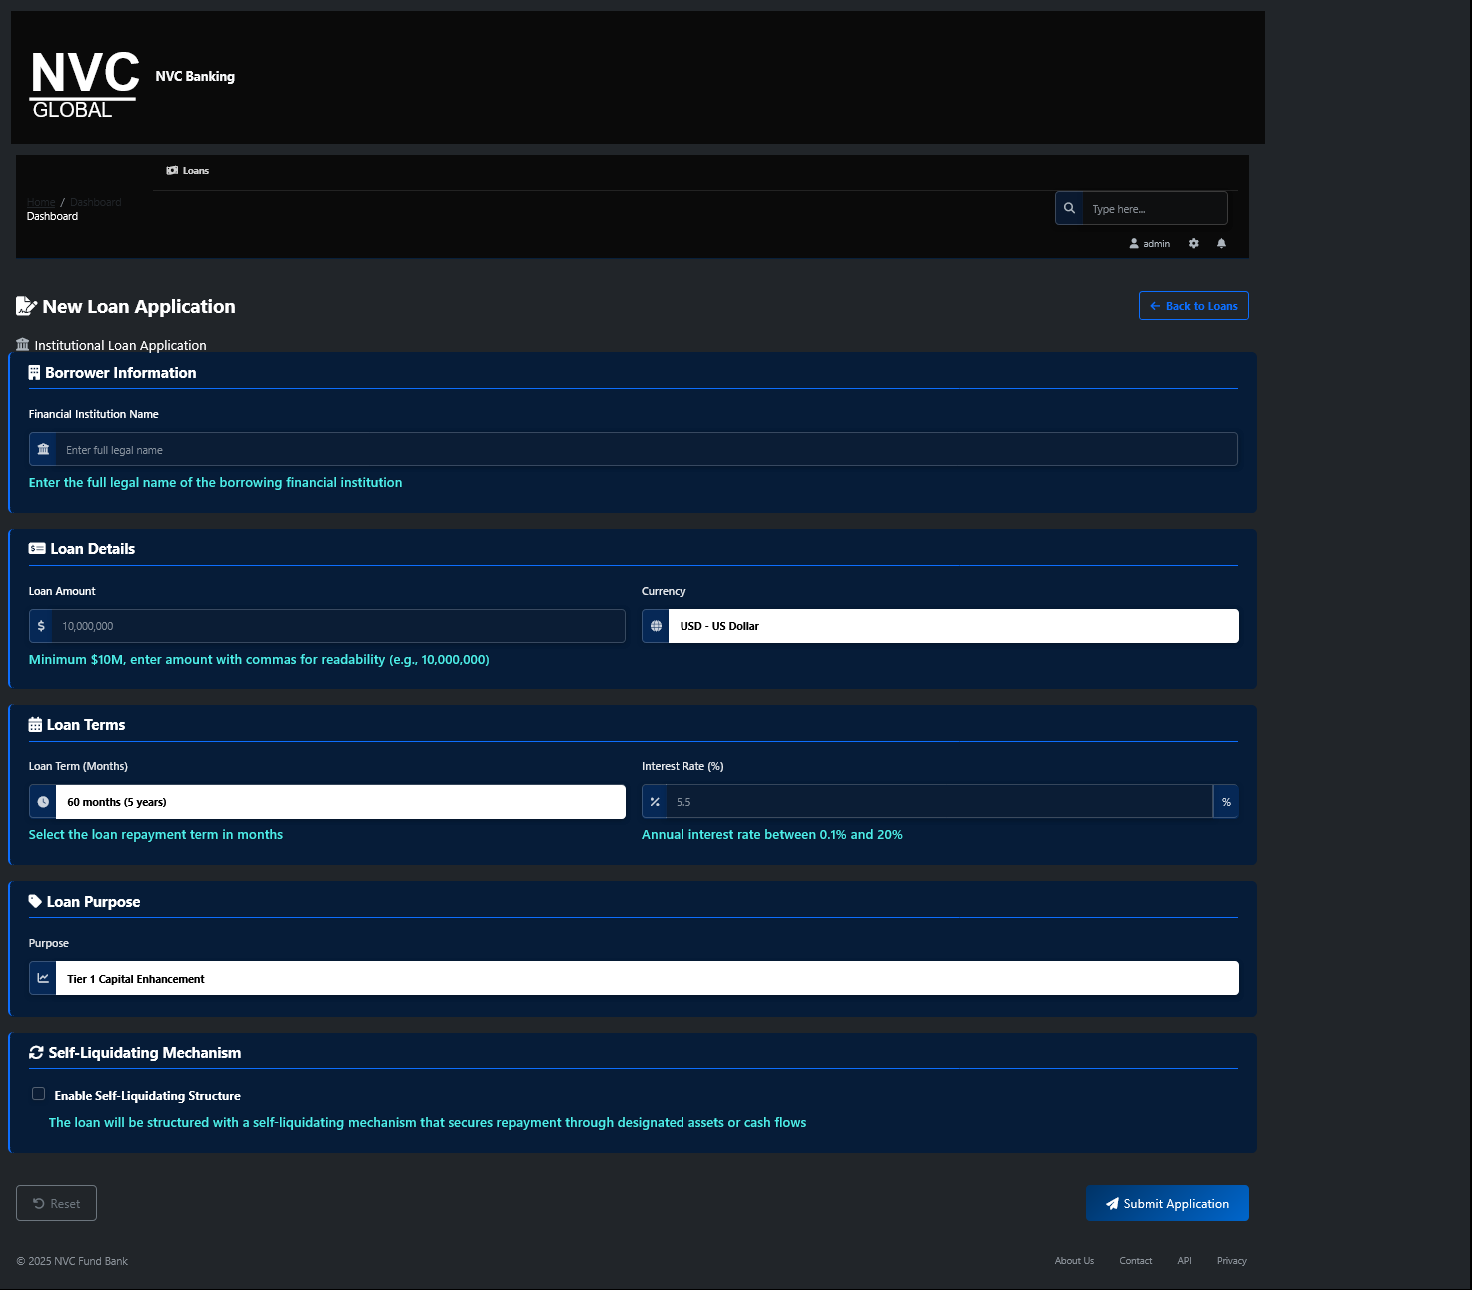 NVC
GLOBAL
NVC Banking
Loans
Home / Dashboard
Dashboard
Type here...
admin
New Loan Application
Back to Loans
Institutional Loan Application
Borrower Information
Financial Institution Name
Enter full legal name
Enter the full legal name of the borrowing financial institution
Loan Details
Loan Amount
Currency
$
10,000,000
USD - US Dollar
Minimum $10M, enter amount with commas for readability (e.g., 10,000,000)
Loan Terms
Loan Term (Months)
Interest Rate (%)
60 months (5 years)
%
5.5
%
Select the loan repayment term in months
Annual interest rate between 0.1% and 20%
Loan Purpose
Purpose
Tier 1 Capital Enhancement
Self-Liquidating Mechanism
Enable Self-Liquidating Structure
The loan will be structured with a self-liquidating mechanism that secures repayment through designated assets or cash flows
Reset
Submit Application
© 2025 NVC Fund Bank
About Us
Contact
API
Privacy